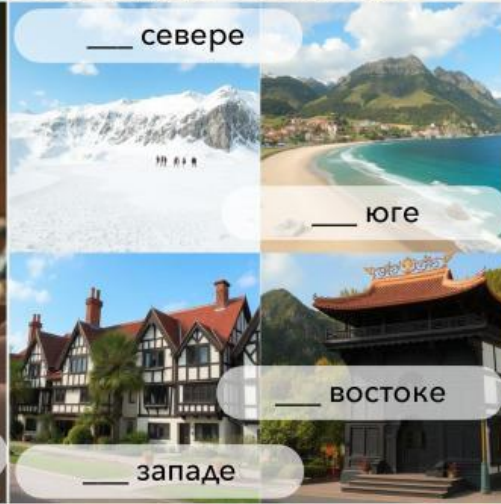 ___ севере
___ юге
___ востоке
___ западе